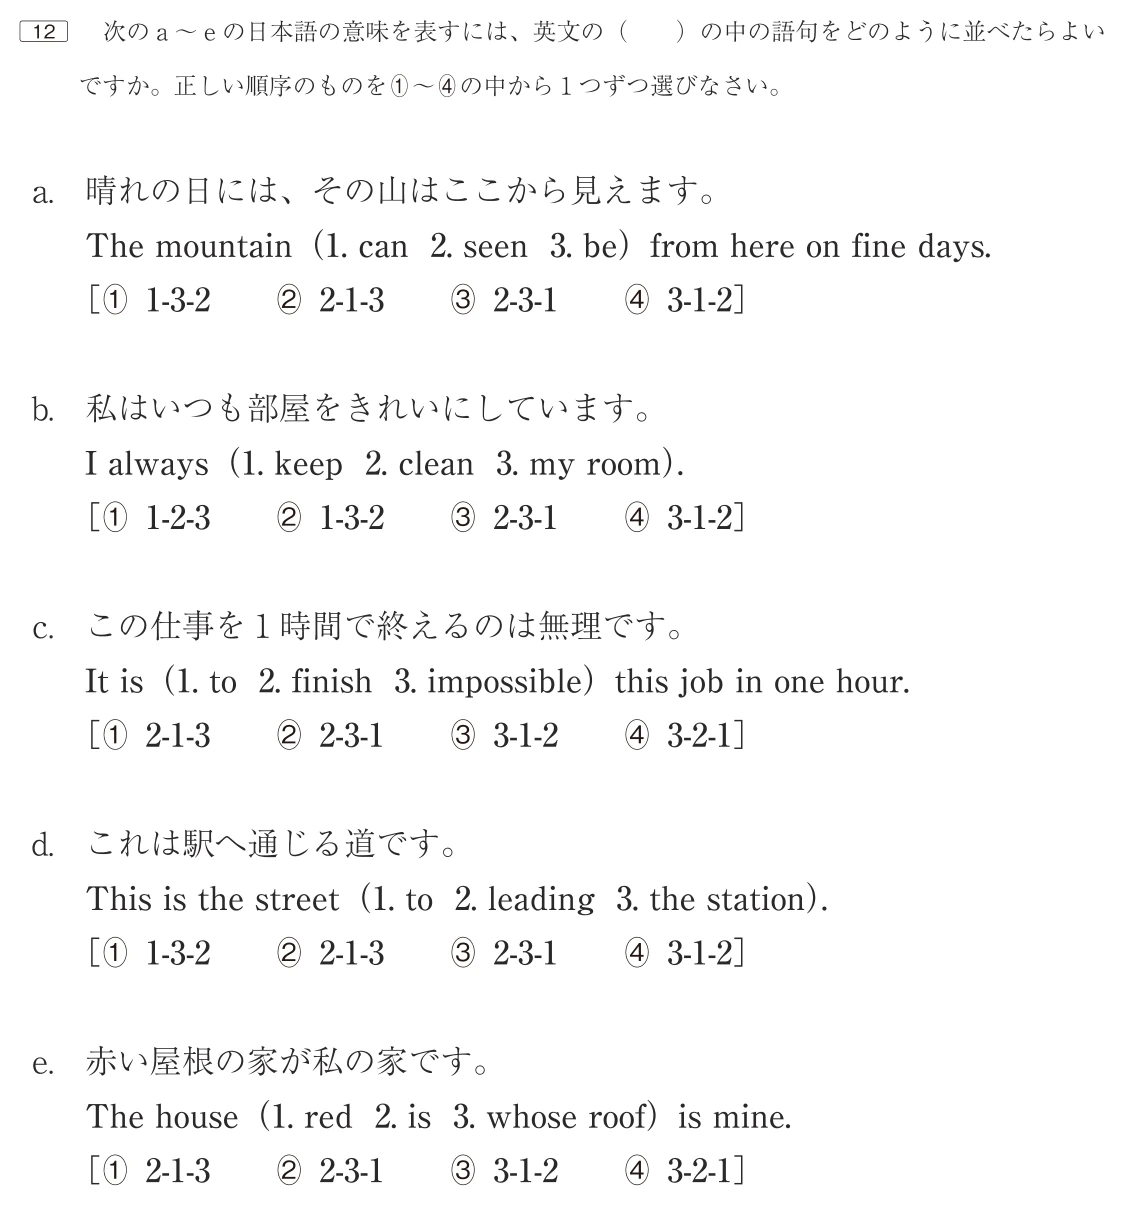 12 次のａ～ｅの日本語の意味を表すには、英文の（　　）の中の語句をどのように並べたらよい
ですか。正しい順序のものを①～④の中から１つずつ選びなさい。
a. 晴れの日には、その山はここから見えます。
The mountain（1. can 2. seen 3. be）from here on fine days.
［① 1-3-2 ② 2-1-3 ③ 2-3-1 ④ 3-1-2］
b. 私はいつも部屋をきれいにしています。
I always（1. keep 2. clean 3. my room）.
［① 1-2-3 ② 1-3-2 ③ 2-3-1 ④ 3-1-2］
c. この仕事を１時間で終えるのは無理です。
It is（1. to 2. finish 3. impossible）this job in one hour.
［① 2-1-3 ② 2-3-1 ③ 3-1-2 ④ 3-2-1］
d. これは駅へ通じる道です。
This is the street（1. to 2. leading 3. the station）.
［① 1-3-2 ② 2-1-3 ③ 2-3-1 ④ 3-1-2］
e. 赤い屋根の家が私の家です。
The house（1. red 2. is 3. whose roof）is mine.
［① 2-1-3 ② 2-3-1 ③ 3-1-2 ④ 3-2-1］